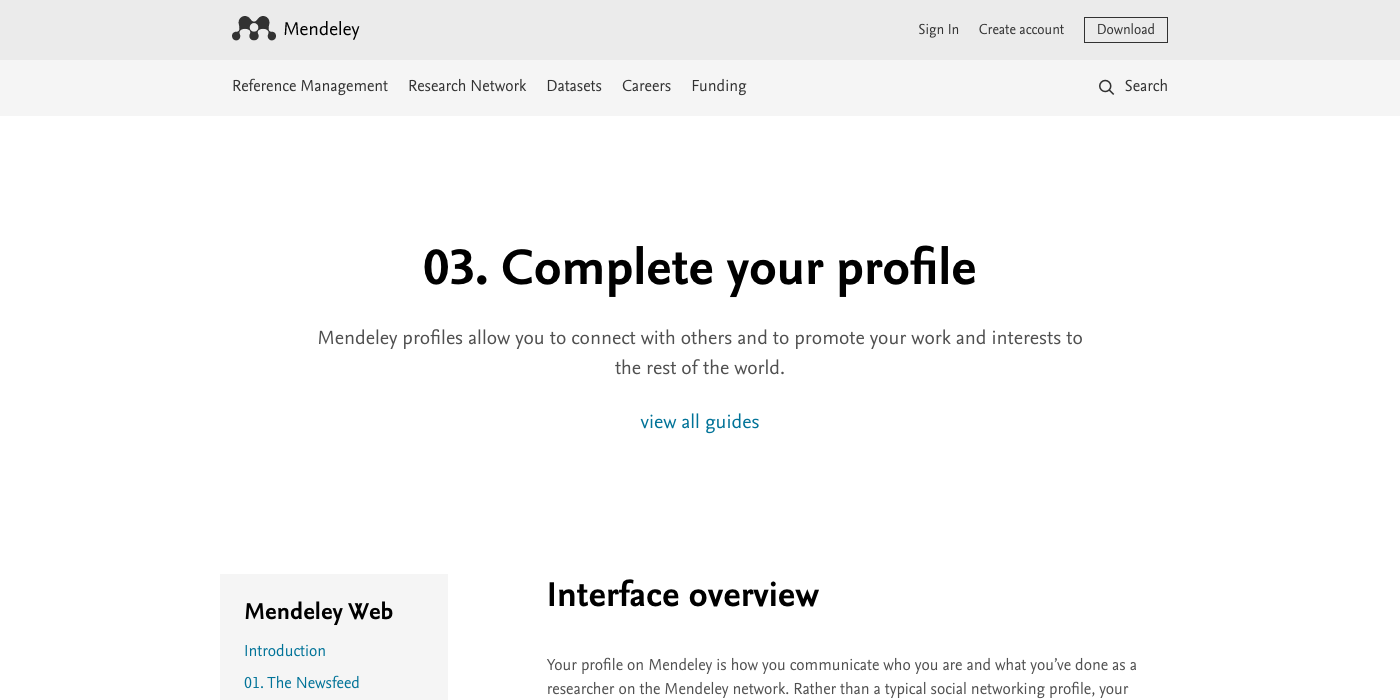 Mendeley
Sign In
Create account
Download
Reference Management
Research Network
Datasets
Careers
Funding
Search
03. Complete your profile
Mendeley profiles allow you to connect with others and to promote your work and interests to
the rest of the world.
view all guides
Mendeley Web
Introduction
01. The Newsfeed
Interface overview
Your profile on Mendeley is how you communicate who you are and what you’ve done as a
researcher on the Mendeley network. Rather than a typical social networking profile, your